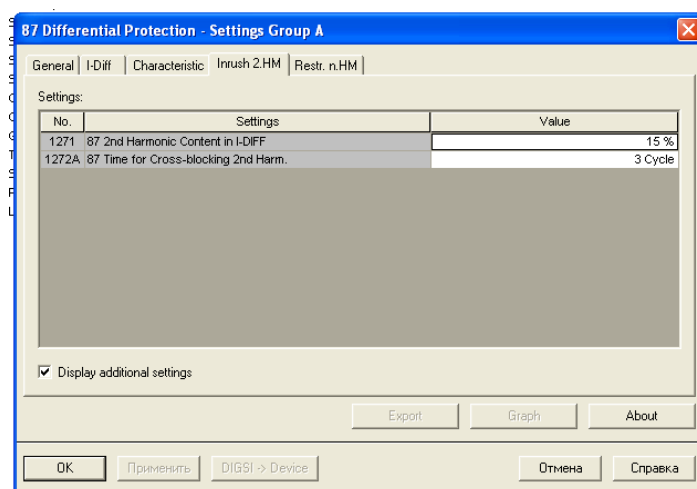 87 Differential Protection - Settings Group A
General I-Diff Characteristic Inrush 2.HM Restr. n.HM
Settings:
No. Settings Value
1271 87 2nd Harmonic Content in I-DIFF 15 %
1272A 87 Time for Cross-blocking 2nd Harm. 3 Cycle
Display additional settings
Export Graph About
OK Применить DIGSI -> Device Отмена Справка